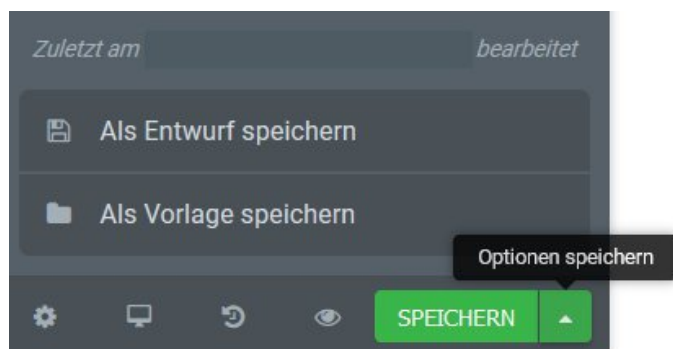 Zuletzt am bearbeitet
Als Entwurf speichern
Als Vorlage speichern
Optionen speichern
SPEICHERN